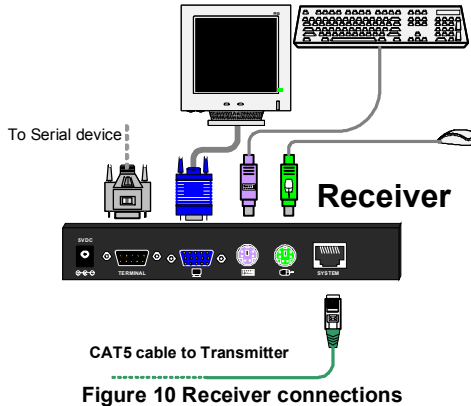 To Serial device
Receiver
5VDC
TERMINAL
SYSTEM
CAT5 cable to Transmitter
Figure 10 Receiver connections